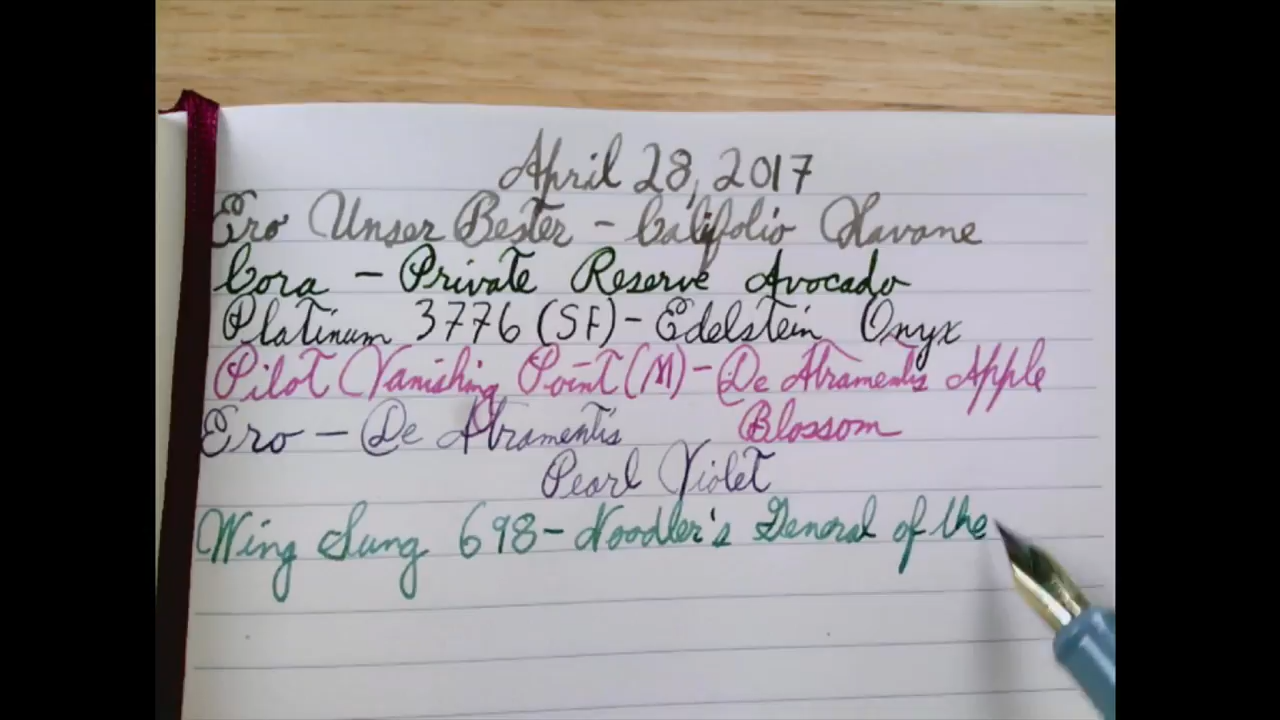 April 28, 2017
Ero Unser Bester - Califolio Havane
Cora - Private Reserve Avocado
Platinum 3776 (SF) - Edelstein Onyx
Pilot Vanishing Point (M) - De Atramentis Apple
Blossom
Ero - De Atramentis
Pearl Violet
Wing Sung 698 - Noodler's General of the